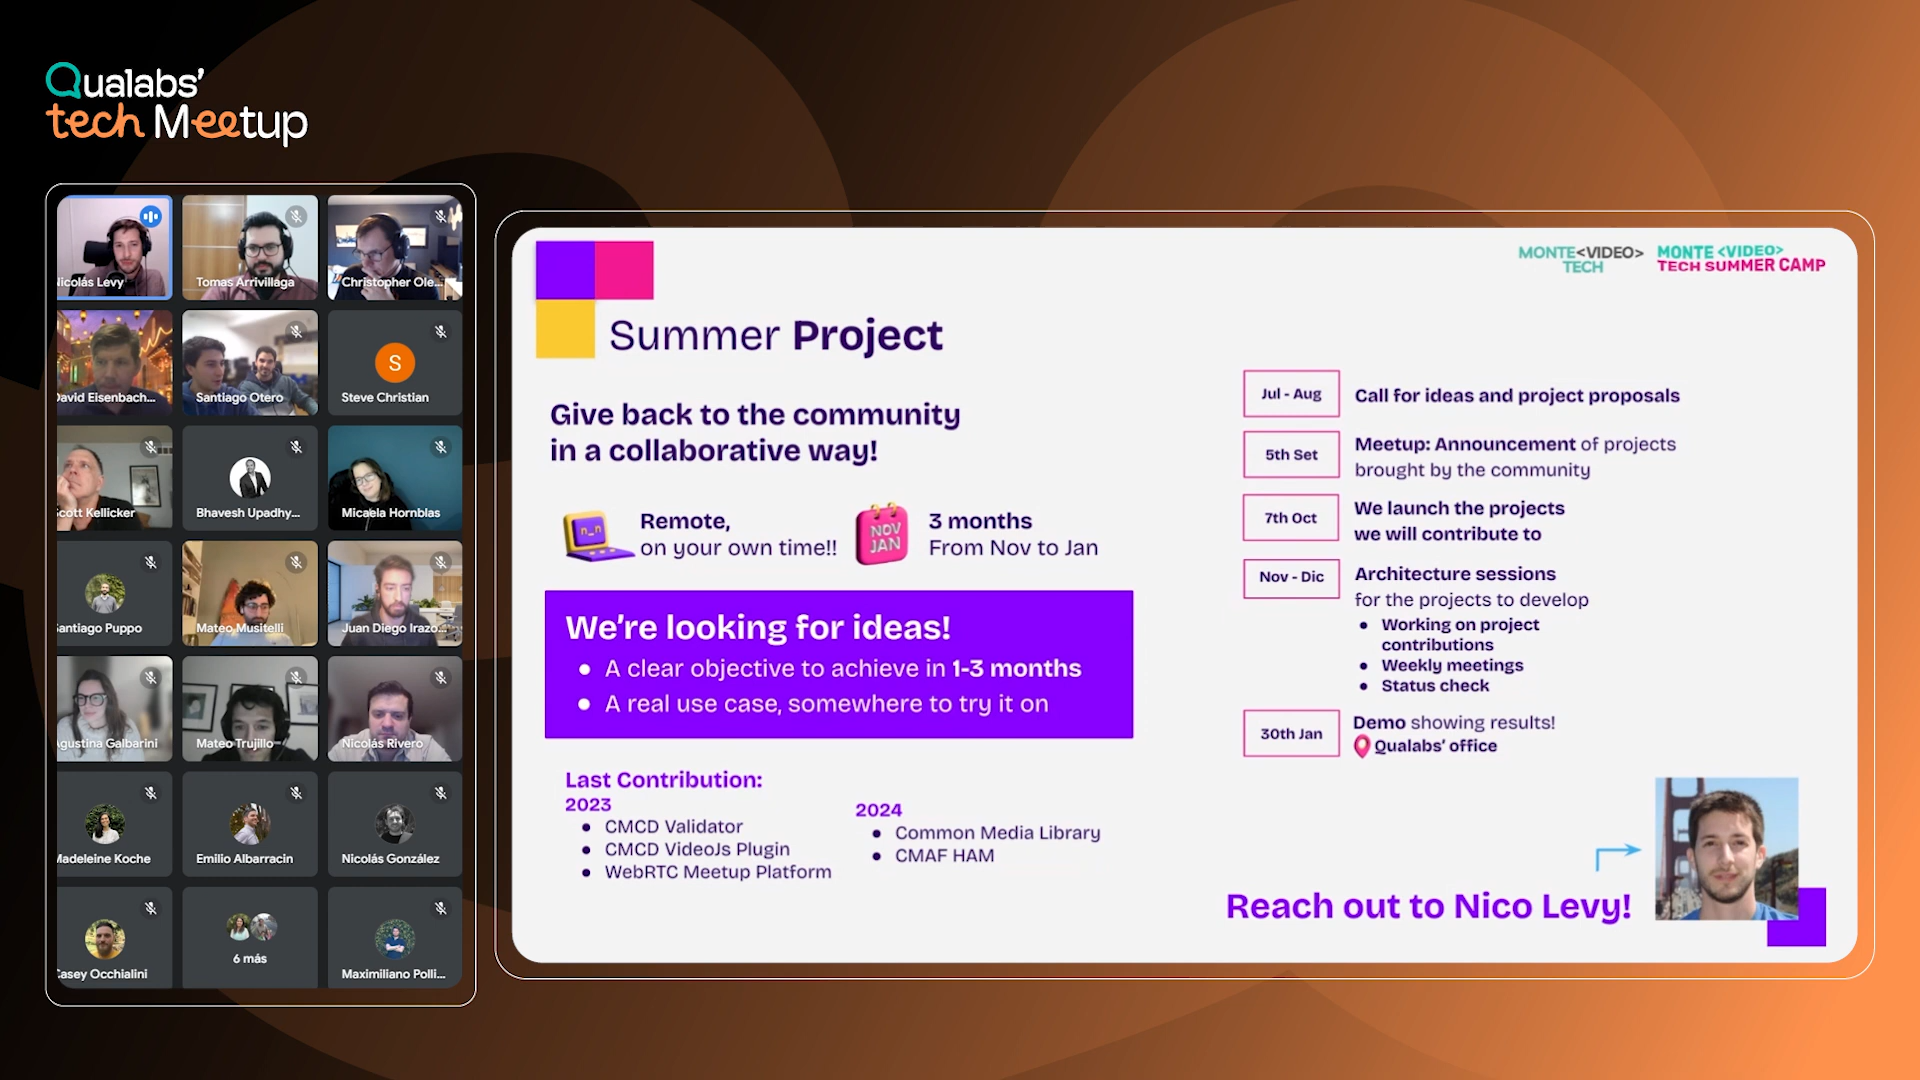 Qualabs'
tech Meetup
Nicolás Levy
Tomas Arrivillaga
Christopher Ole...
David Eisenbach...
Santiago Otero
S
Steve Christian
Scott Kellicker
Bhavesh Upadhy...
Micaela Hornblas
Santiago Puppo
Mateo Musitelli
Juan Diego Irazo...
Agustina Galbarini
Mateo Trujillo
Nicolás Rivero
Madeleine Koche
Emilio Albarracin
Nicolás González
Casey Occhialini
6 más
Maximiliano Polli...
MONTE<VIDEO>
TECH
MONTE <VIDEO>
TECH SUMMER CAMP
Summer Project
Give back to the community
in a collaborative way!
Remote,
on your own time!!
NOV
JAN
3 months
From Nov to Jan
We're looking for ideas!
● A clear objective to achieve in 1-3 months
● A real use case, somewhere to try it on
Last Contribution:
2023
● CMCD Validator
● CMCD VideoJs Plugin
● WebRTC Meetup Platform
2024
● Common Media Library
● CMAF HAM
Jul - Aug
Call for ideas and project proposals
5th Set
Meetup: Announcement of projects
brought by the community
7th Oct
We launch the projects
we will contribute to
Nov - Dic
Architecture sessions
for the projects to develop
● Working on project
contributions
● Weekly meetings
● Status check
30th Jan
Demo showing results!
Qualabs' office
Reach out to Nico Levy!